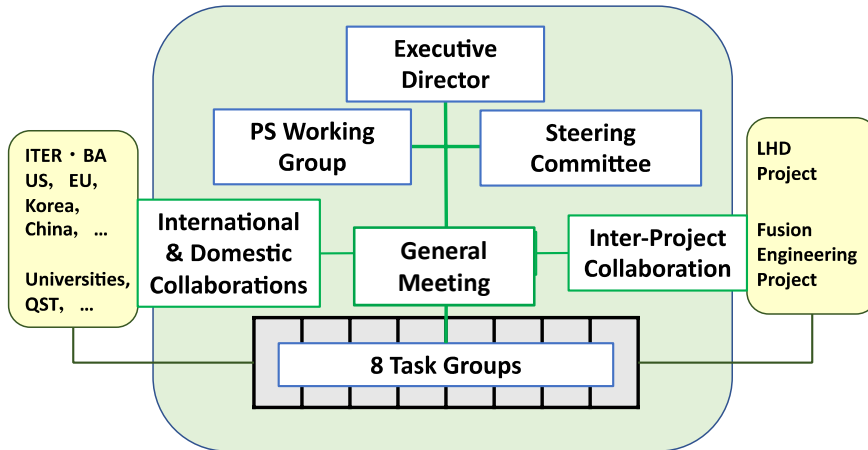 Executive
Director
PS Working
Group
Steering
Committee
ITER・BA
US, EU,
Korea,
China, …
Universities,
QST, …
International
& Domestic
Collaborations
General
Meeting
Inter-Project
Collaboration
LHD
Project
Fusion
Engineering
Project
8 Task Groups